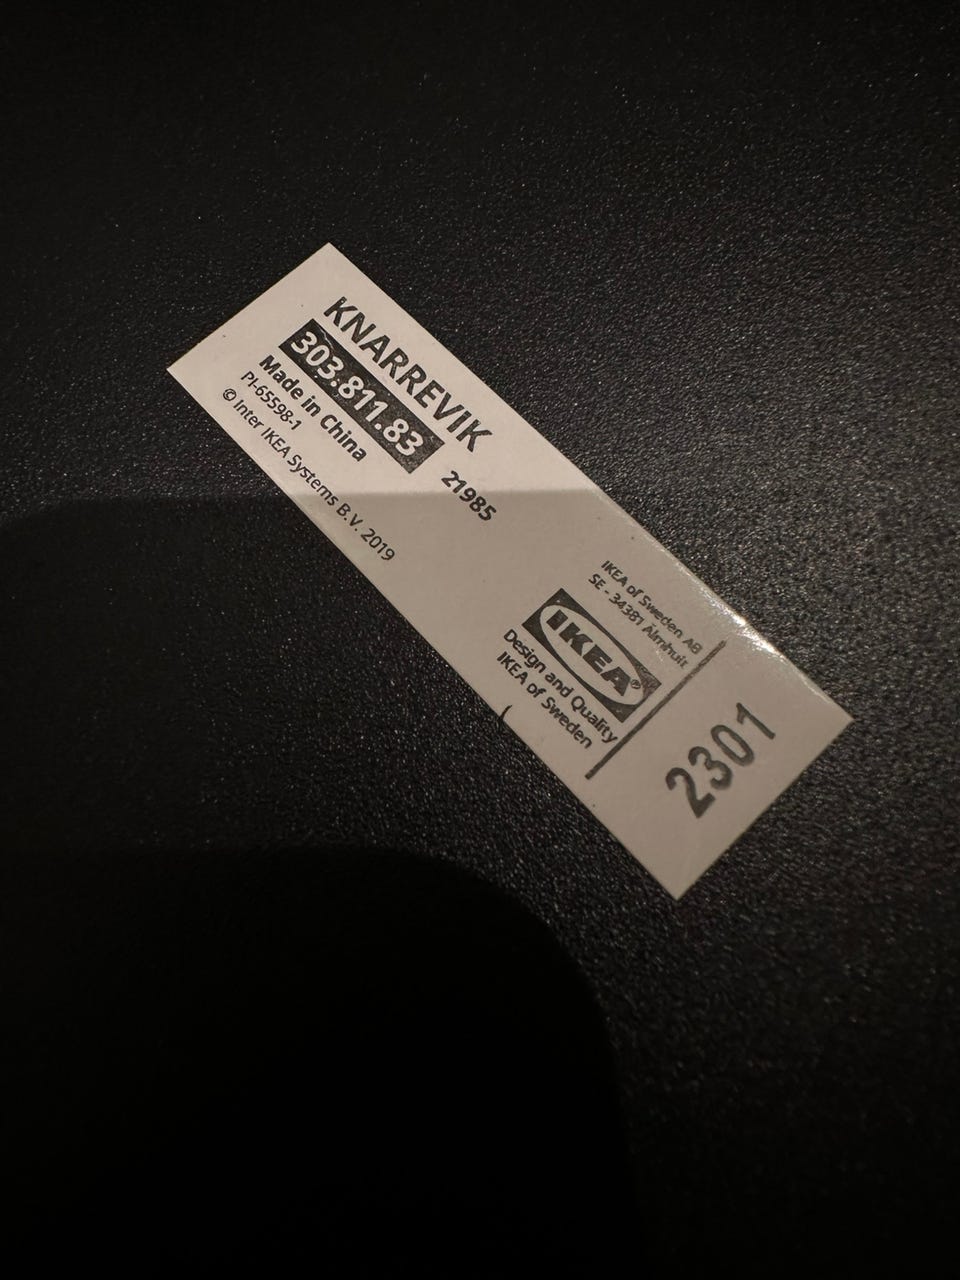 KNARREVIK
303.811.83
21985
Made in China
PI-65598-1
© Inter IKEA Systems B.V. 2019
IKEA of Sweden AB
SE - 34381 Älmhult
IKEA®
Design and Quality
IKEA of Sweden
2301